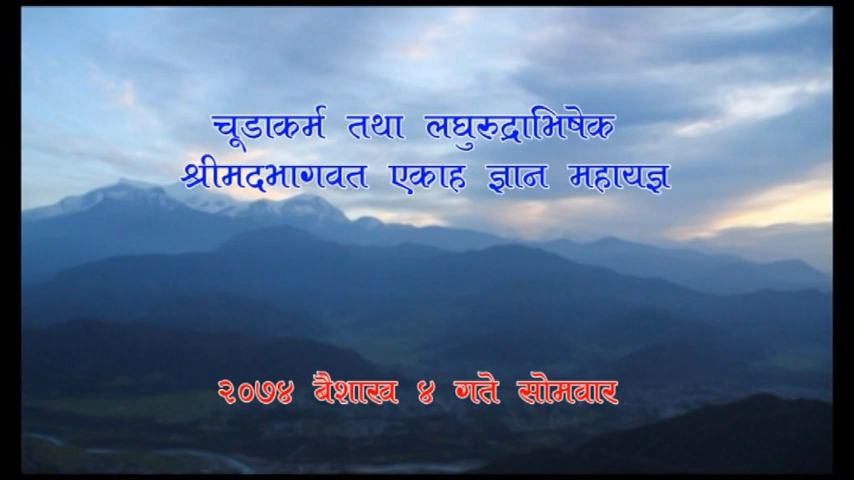 चूडाकर्म तथा लघुरुद्राभिषेक
श्रीमदभागवत एकाह ज्ञान महायज्ञ
२०७४ बैशाख ४ गते सोमवार